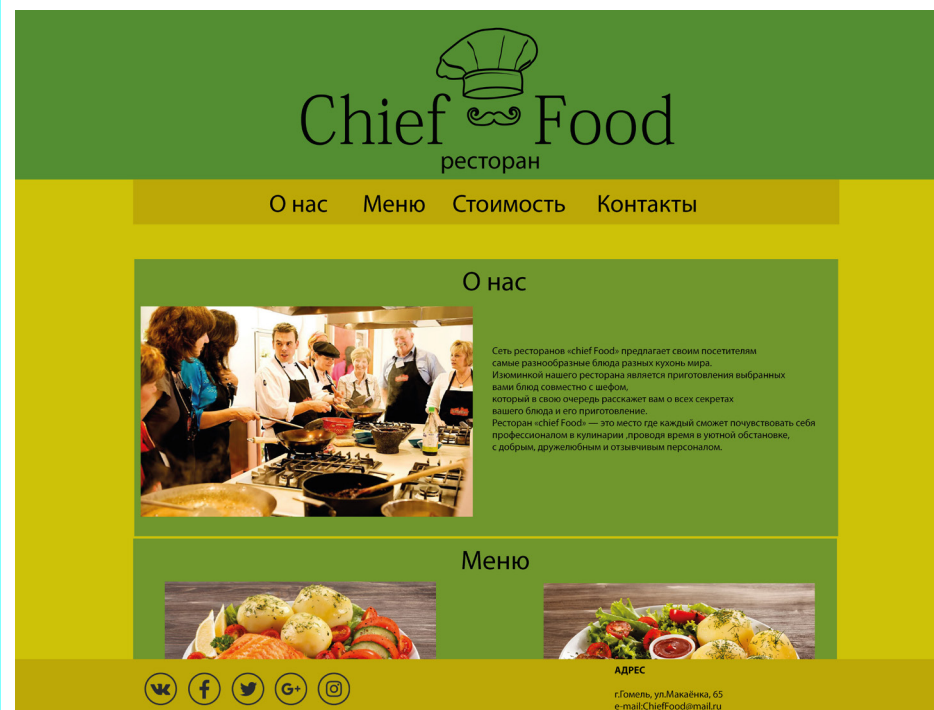 Chief Food
ресторан
О нас Меню Стоимость Контакты
О нас
Сеть ресторанов «chief Food» предлагает своим посетителям
самые разнообразные блюда разных кухонь мира.
Изюминкой нашего ресторана является приготовления выбранных
вами блюд совместно с шефом,
который в свою очередь расскажет вам о всех секретах
вашего блюда и его приготовление.
Ресторан «chief Food» — это место где каждый сможет почувствовать себя
профессионалом в кулинарии ,проводя время в уютной обстановке,
с добрым, дружелюбным и отзывчивым персоналом.
Меню
G+
АДРЕС
г.Гомель, ул.Макаёнка, 65
e-mail:ChiefFood@mail.ru